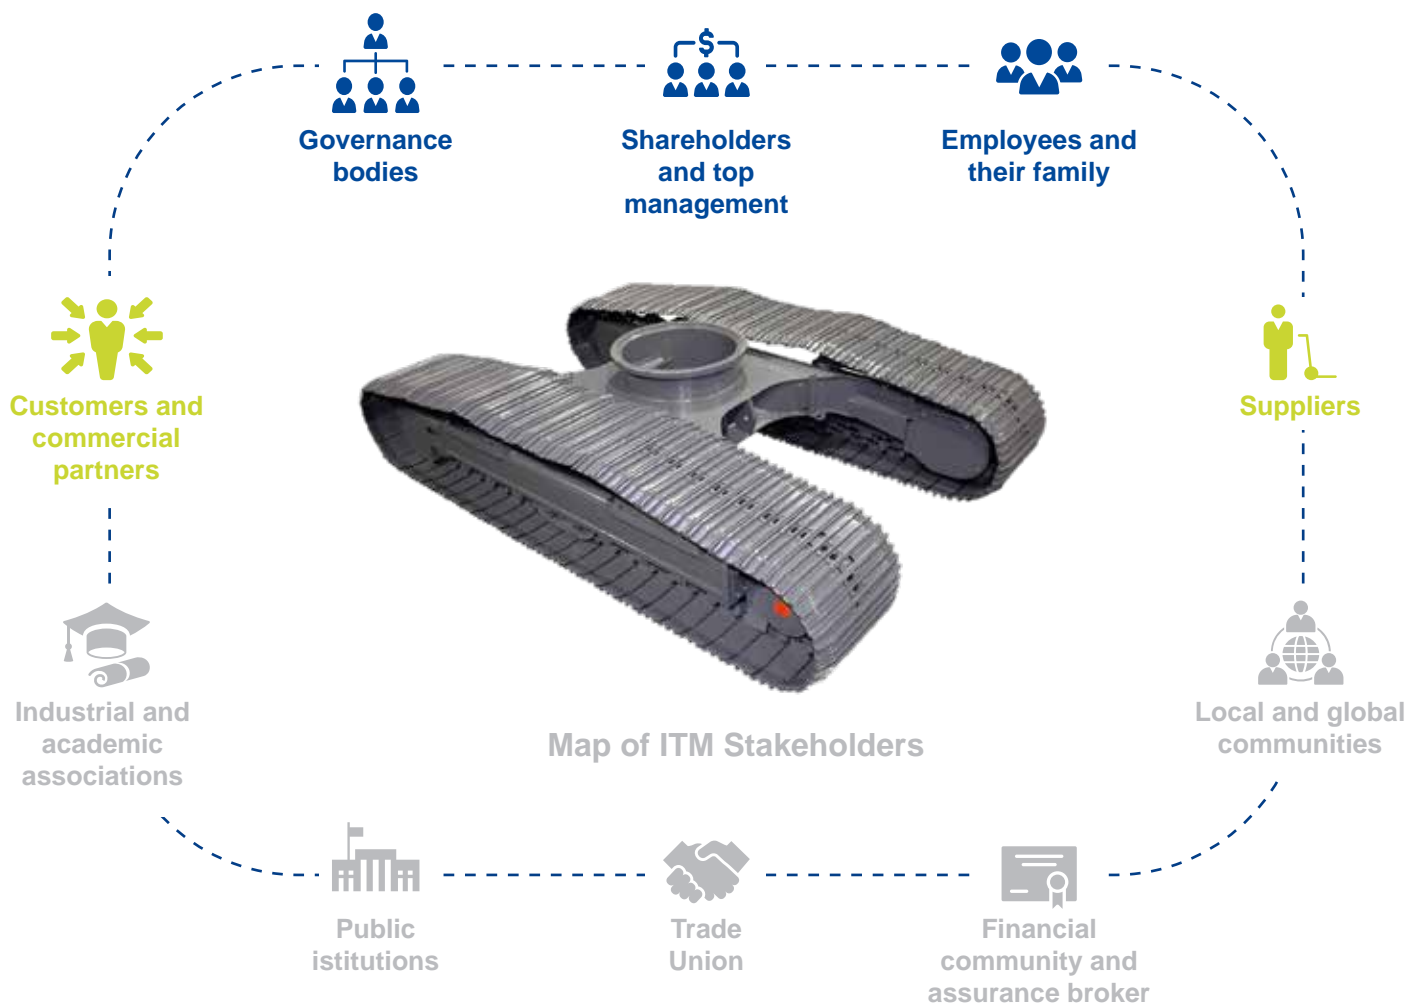 Governance
bodies
Shareholders
and top
management
Employees and
their family
Customers and
commercial
partners
Suppliers
Industrial and
academic
associations
Map of ITM Stakeholders
Local and global
communities
Public
istitutions
Trade
Union
Financial
community and
assurance broker